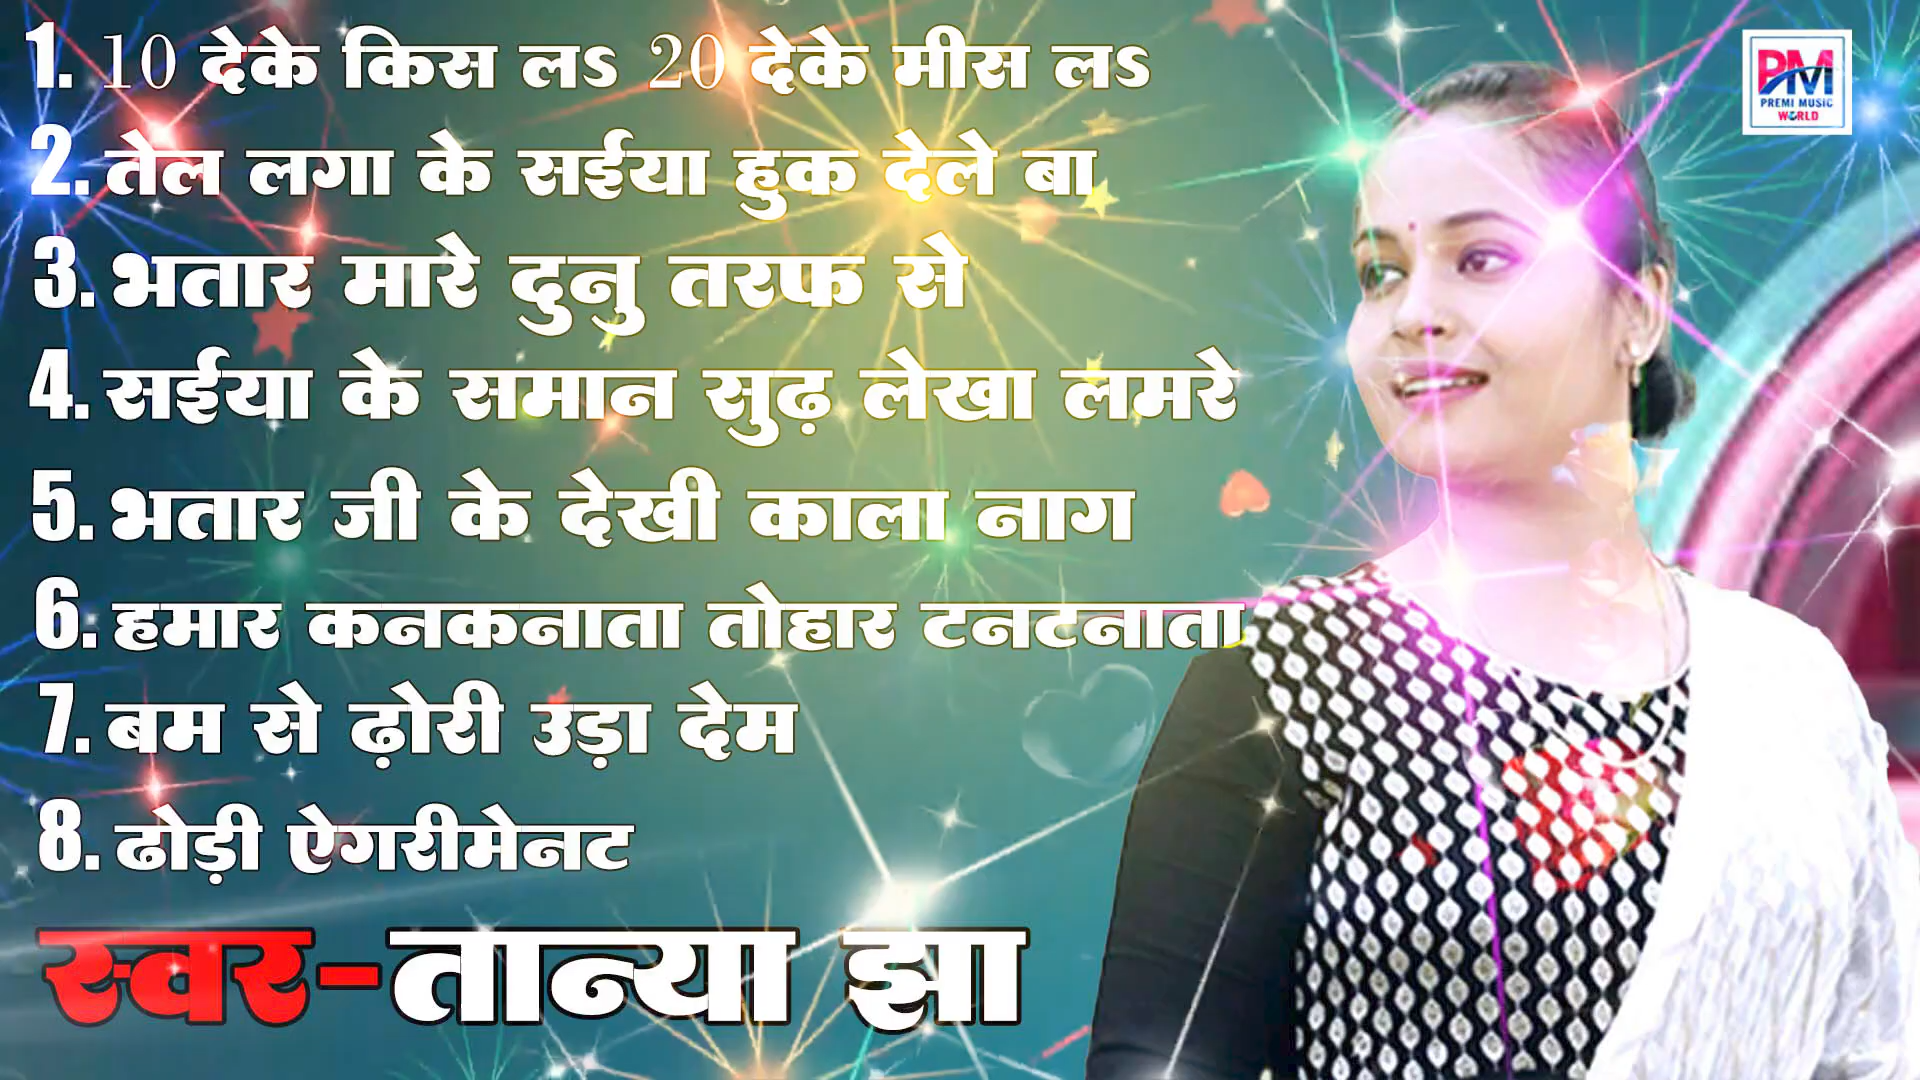 1. 10 देके किस लऽ 20 देके मीस लऽ
2. तेल लगा के सईया हुक देले बा
3. भतार मारे दुनु तरफ से
4. सईया के समान सुढ़ लेखा लमरे
5. भतार जी के देखी काला नाग
6. हमार कनकनाता तोहार टनटनाता
7. बम से ढ़ोरी उड़ा देम
8. ढोड़ी ऐगरीमेनट
स्वर-तान्या झा
PM
PREMI MUSIC
WORLD